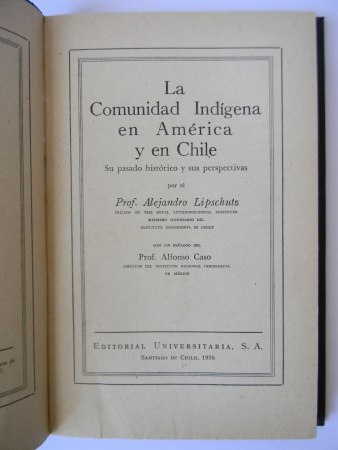 La
Comunidad Indígena
en América
y en Chile
Su pasado histórico y sus perspectivas
por el
Prof. Alejandro Lipschutz
FELLOW OF THE ROYAL ANTHROPOLOGICAL INSTITUTE
MIEMBRO HONORARIO DEL
INSTITUTO INDIGENISTA DE CHILE
CON UN PRÓLOGO DEL
Prof. Alfonso Caso
DIRECTOR DEL INSTITUTO NACIONAL INDIGENISTA
DE MÉXICO
EDITORIAL UNIVERSITARIA, S. A.
SANTIAGO DE CHILE, 1956